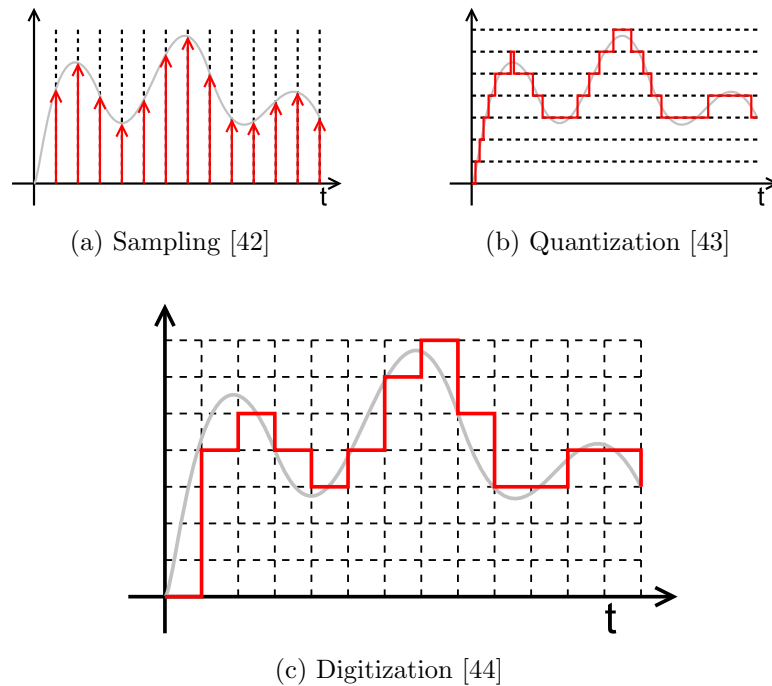 t
t
(a) Sampling [42]
(b) Quantization [43]
t
(c) Digitization [44]